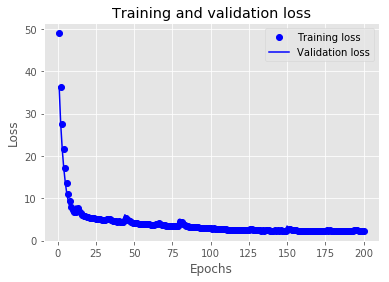 Training and validation loss
Training loss
Validation loss
50
40
30
20
10
0
Loss
0 25 50 75 100 125 150 175 200
Epochs